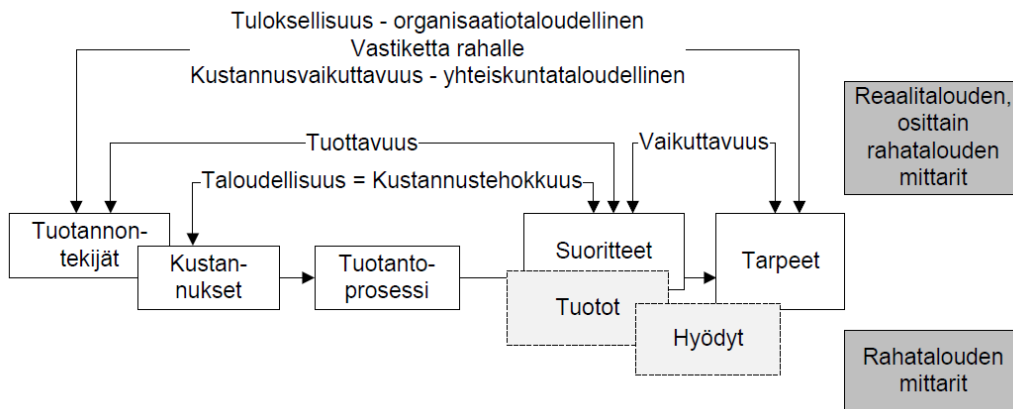 Tuloksellisuus - organisaatiotaloudellinen
Vastiketta rahalle
Kustannusvaikuttavuus - yhteiskuntataloudellinen
Reaalitalouden,
osittain
rahatalouden
mittarit
Tuottavuus
Vaikuttavuus
Taloudellisuus = Kustannustehokkuus
Tuotannon-
tekijät
Kustan-
nukset
Tuotanto-
prosessi
Suoritteet
Tarpeet
Tuotot
Hyödyt
Rahatalouden
mittarit